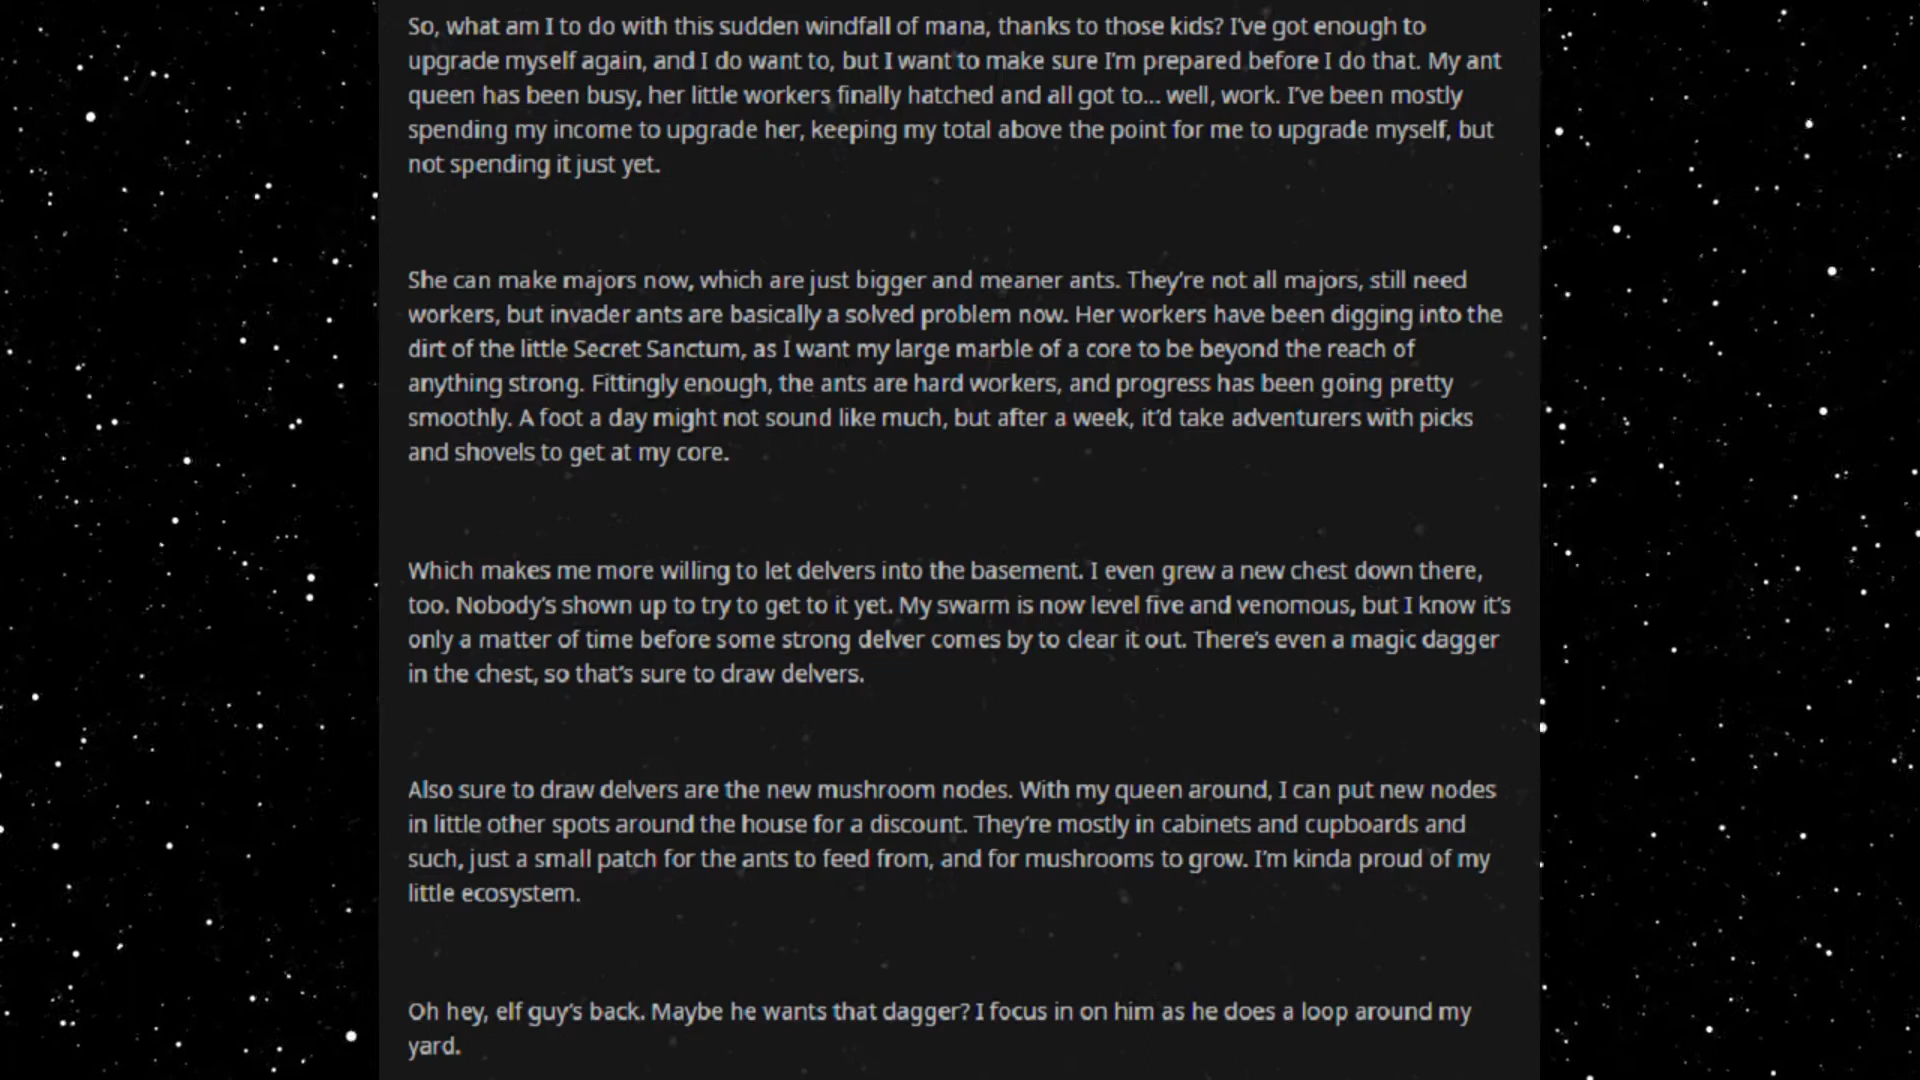 So, what am I to do with this sudden windfall of mana, thanks to those kids? I've got enough to
upgrade myself again, and I do want to, but I want to make sure I'm prepared before I do that. My ant
queen has been busy, her little workers finally hatched and all got to... well, work. I've been mostly
spending my income to upgrade her, keeping my total above the point for me to upgrade myself, but
not spending it just yet.
She can make majors now, which are just bigger and meaner ants. They're not all majors, still need
workers, but invader ants are basically a solved problem now. Her workers have been digging into the
dirt of the little Secret Sanctum, as I want my large marble of a core to be beyond the reach of
anything strong. Fittingly enough, the ants are hard workers, and progress has been going pretty
smoothly. A foot a day might not sound like much, but after a week, it'd take adventurers with picks
and shovels to get at my core.
Which makes me more willing to let delvers into the basement. I even grew a new chest down there,
too. Nobody's shown up to try to get to it yet. My swarm is now level five and venomous, but I know it's
only a matter of time before some strong delver comes by to clear it out. There's even a magic dagger
in the chest, so that's sure to draw delvers.
Also sure to draw delvers are the new mushroom nodes. With my queen around, I can put new nodes
in little other spots around the house for a discount. They're mostly in cabinets and cupboards and
such, just a small patch for the ants to feed from, and for mushrooms to grow. I'm kinda proud of my
little ecosystem.
Oh hey, elf guy's back. Maybe he wants that dagger? I focus in on him as he does a loop around my
yard.